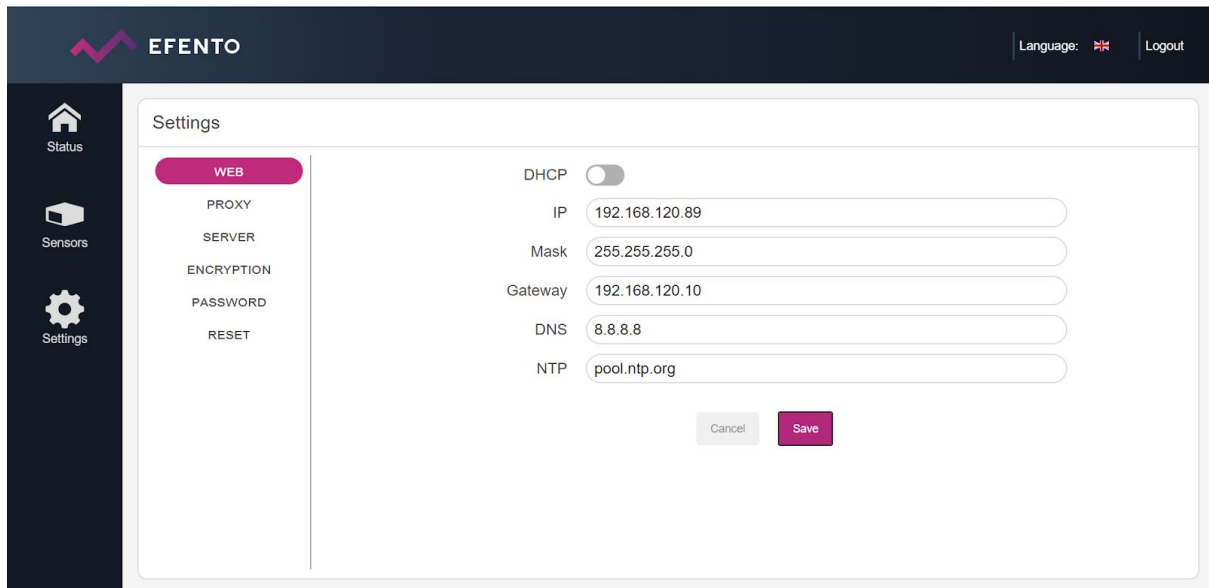 EFENTO
Language:
Logout
Status
Sensors
Settings
Settings
WEB
PROXY
SERVER
ENCRYPTION
PASSWORD
RESET
DHCP
IP 192.168.120.89
Mask 255.255.255.0
Gateway 192.168.120.10
DNS 8.8.8.8
NTP pool.ntp.org
Cancel Save